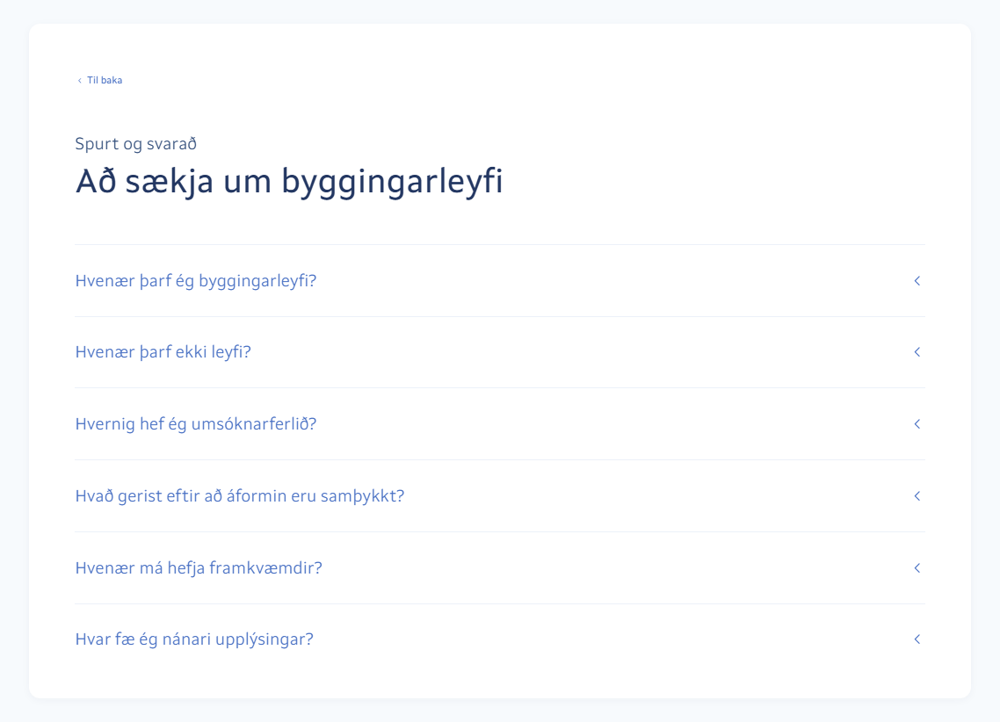 Til baka
Spurt og svarað
Að sækja um byggingarleyfi
Hvenær þarf ég byggingarleyfi?
Hvenær þarf ekki leyfi?
Hvernig hef ég umsóknarferlið?
Hvað gerist eftir að áformin eru samþykkt?
Hvenær má hefja framkvæmdir?
Hvar fæ ég nánari upplýsingar?